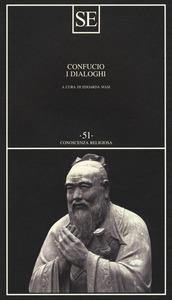 SE
CONFUCIO
I DIALOGHI
A CURA DI EDOARDA MASI
·51·
CONOSCENZA RELIGIOSA